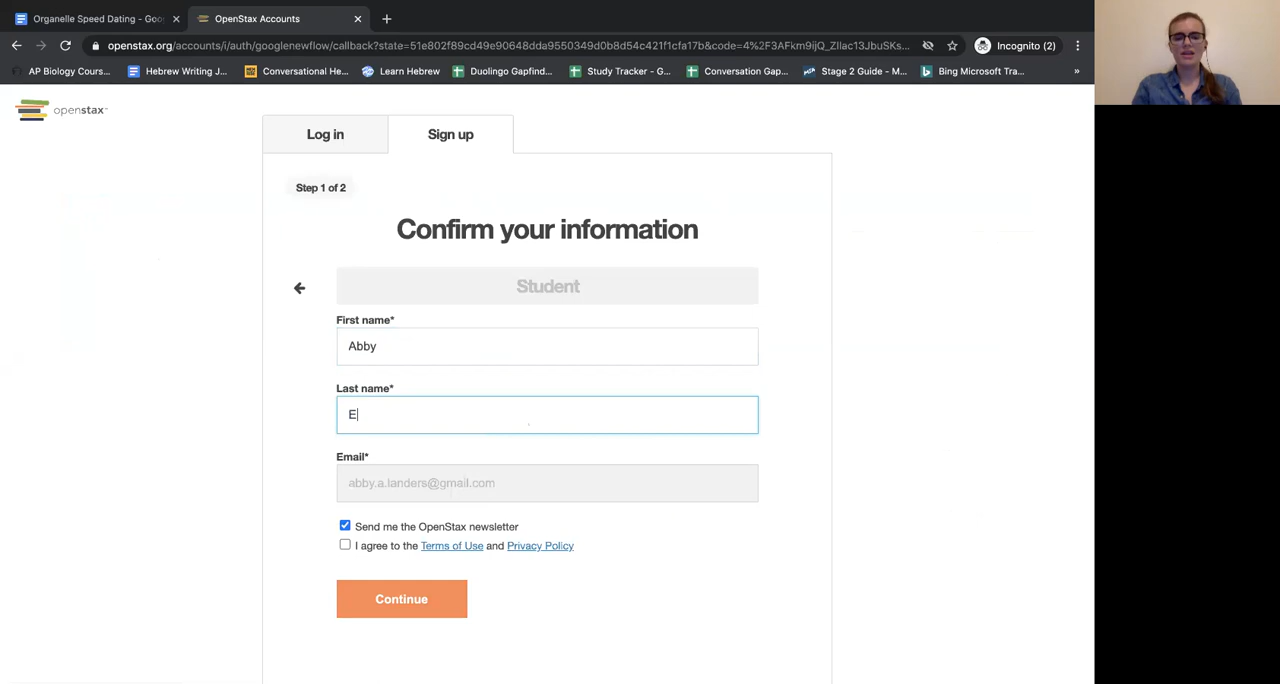 Organelle Speed Dating - Goo
OpenStax Accounts
openstax.org/accounts/i/auth/googlenewflow/callback?state=51e802f89cd49e90648dda9550349d0b8d54c421f1cfa17b&code=4%2F3AFkm9ijQ_ZIlac13JbuSKs...
Incognito (2)
AP Biology Cours...
Hebrew Writing J...
Conversational He...
Learn Hebrew
Duolingo Gapfind...
Study Tracker - G...
Conversation Gap...
Stage 2 Guide - M...
Bing Microsoft Tra...
»
openstax™
Log in
Sign up
Step 1 of 2
Confirm your information
Student
First name*
Abby
Last name*
E
Email*
abby.a.landers@gmail.com
Send me the OpenStax newsletter
I agree to the Terms of Use and Privacy Policy
Continue